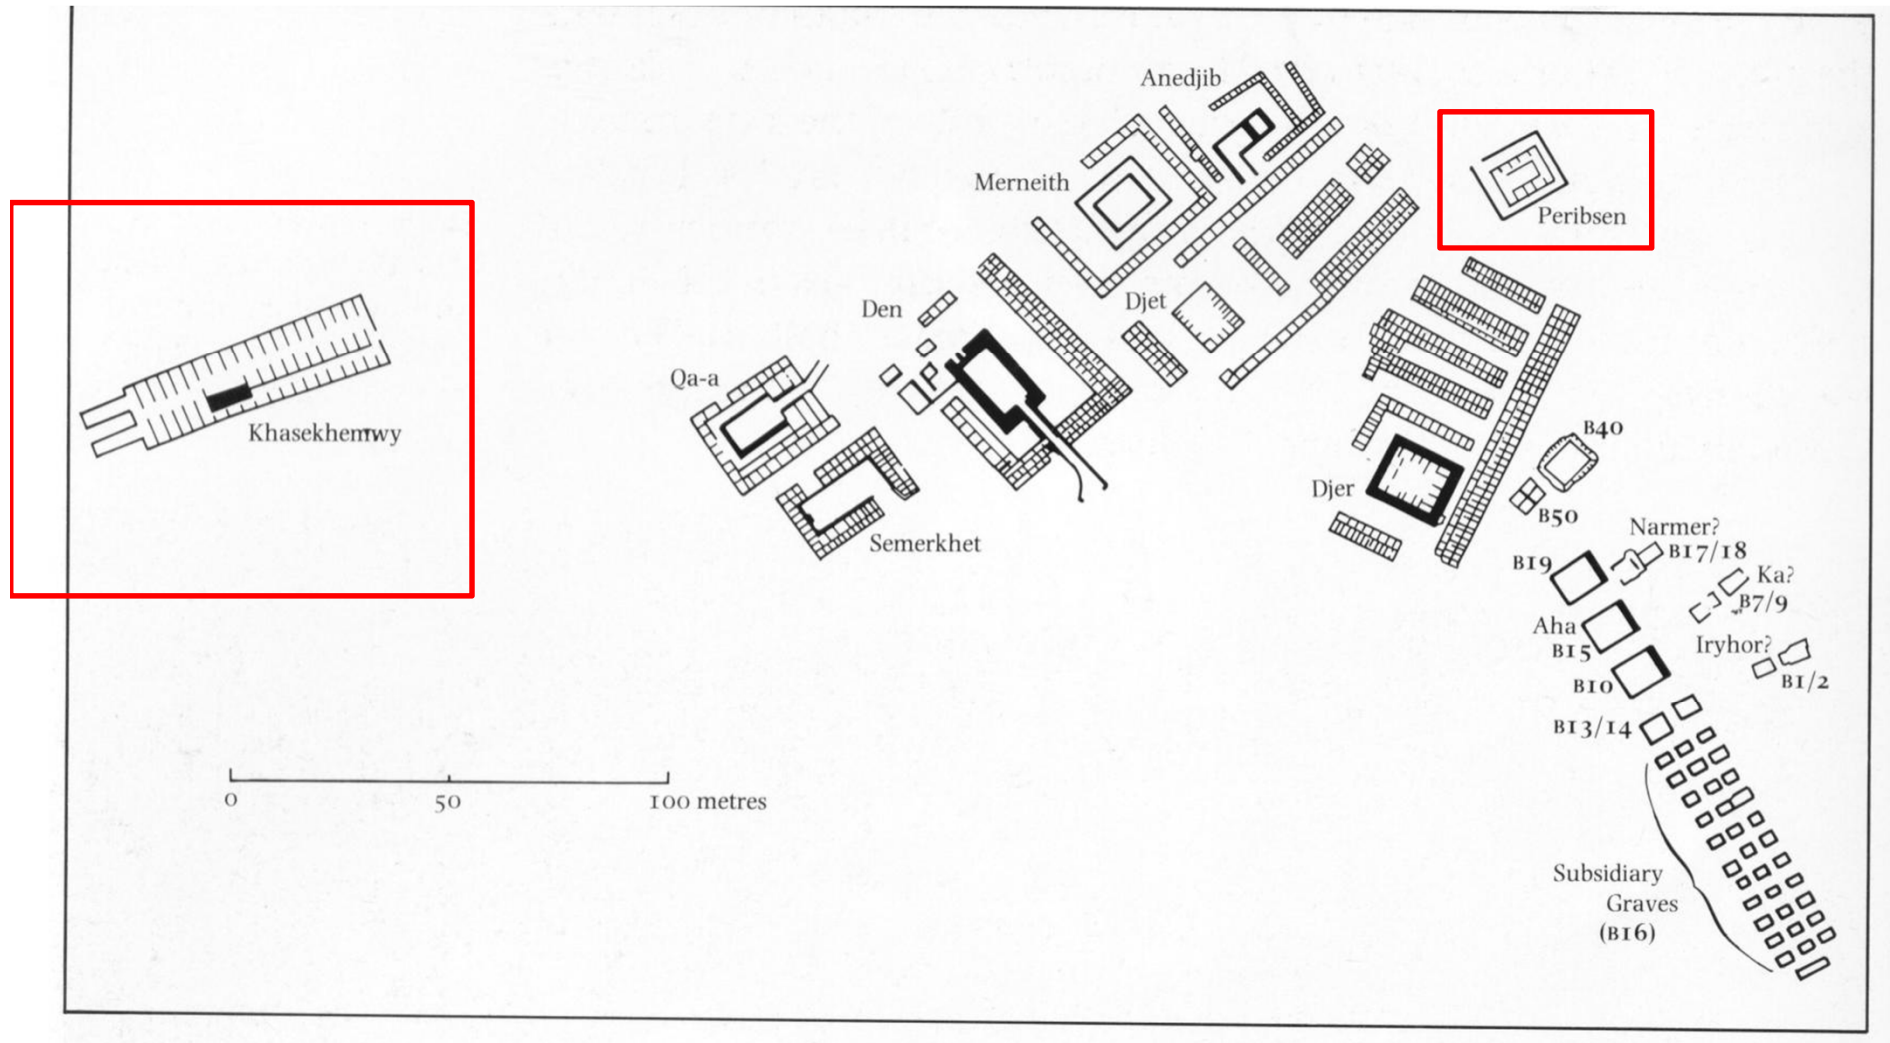 Anedjib
Merneith
Peribsen
Den
Djet
Qa-a
Khasekhemwy
Semerkhet
Djer
B40
B50
Narmer?
B17/18
B19
Ka?
B7/9
Aha
B15
Iryhor?
B1/2
B10
B13/14
0 50 100 metres
Subsidiary
Graves
(B16)